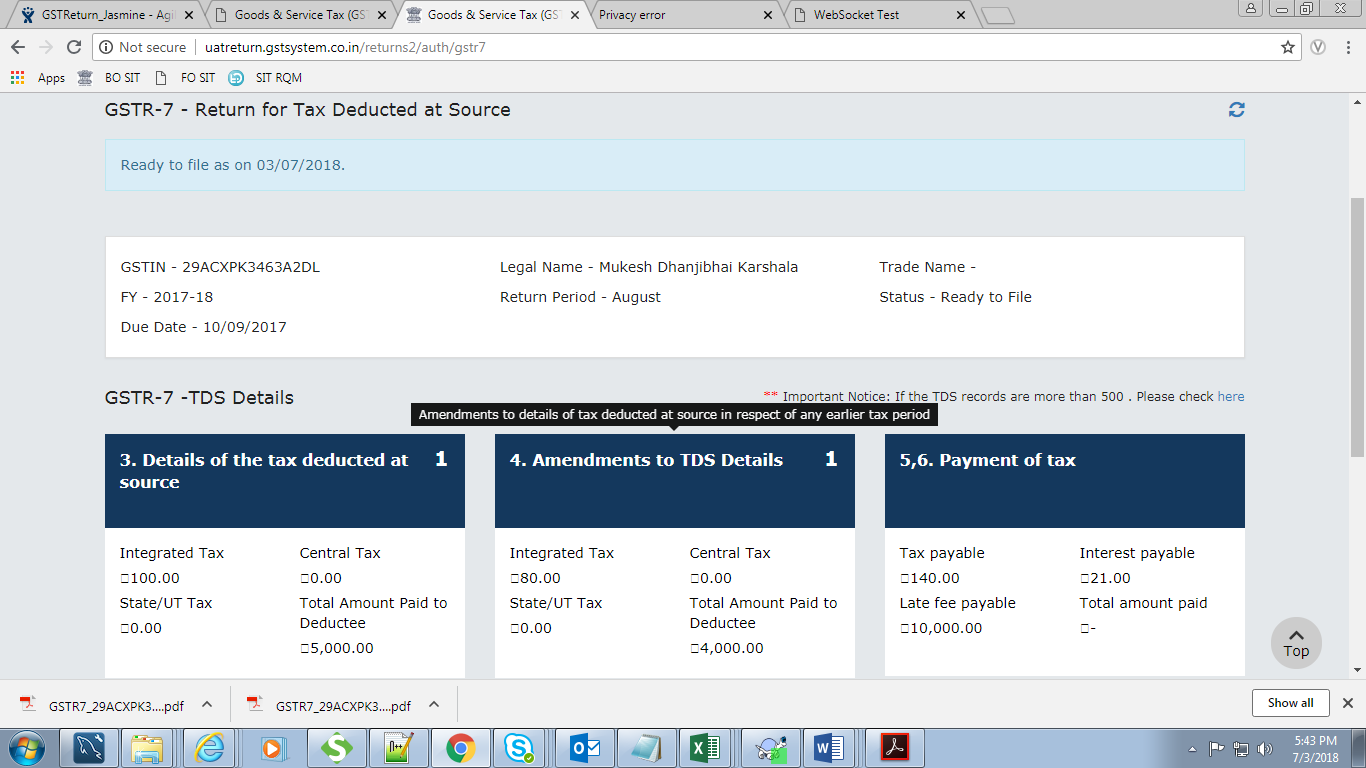 GSTReturn_Jasmine - Agi
Goods & Service Tax (GST
Goods & Service Tax (GST
Privacy error
WebSocket Test
Not secure
uatreturn.gstsystem.co.in/returns2/auth/gstr7
Apps
BO SIT
FO SIT
SIT RQM
GSTR-7 - Return for Tax Deducted at Source
Ready to file as on 03/07/2018.
GSTIN - 29ACXPK3463A2DL
Legal Name - Mukesh Dhanjibhai Karshala
Trade Name -
FY - 2017-18
Return Period - August
Status - Ready to File
Due Date - 10/09/2017
GSTR-7 -TDS Details
** Important Notice: If the TDS records are more than 500 . Please check here
Amendments to details of tax deducted at source in respect of any earlier tax period
3. Details of the tax deducted at
source
1
4. Amendments to TDS Details
1
5,6. Payment of tax
Integrated Tax
Central Tax
□100.00
□0.00
State/UT Tax
Total Amount Paid to
Deductee
□0.00
□5,000.00
Integrated Tax
Central Tax
□80.00
□0.00
State/UT Tax
Total Amount Paid to
Deductee
□0.00
□4,000.00
Tax payable
Interest payable
□140.00
□21.00
Late fee payable
Total amount paid
□10,000.00
□-
Top
GSTR7_29ACXPK3....pdf
GSTR7_29ACXPK3....pdf
Show all
5:43 PM
7/3/2018